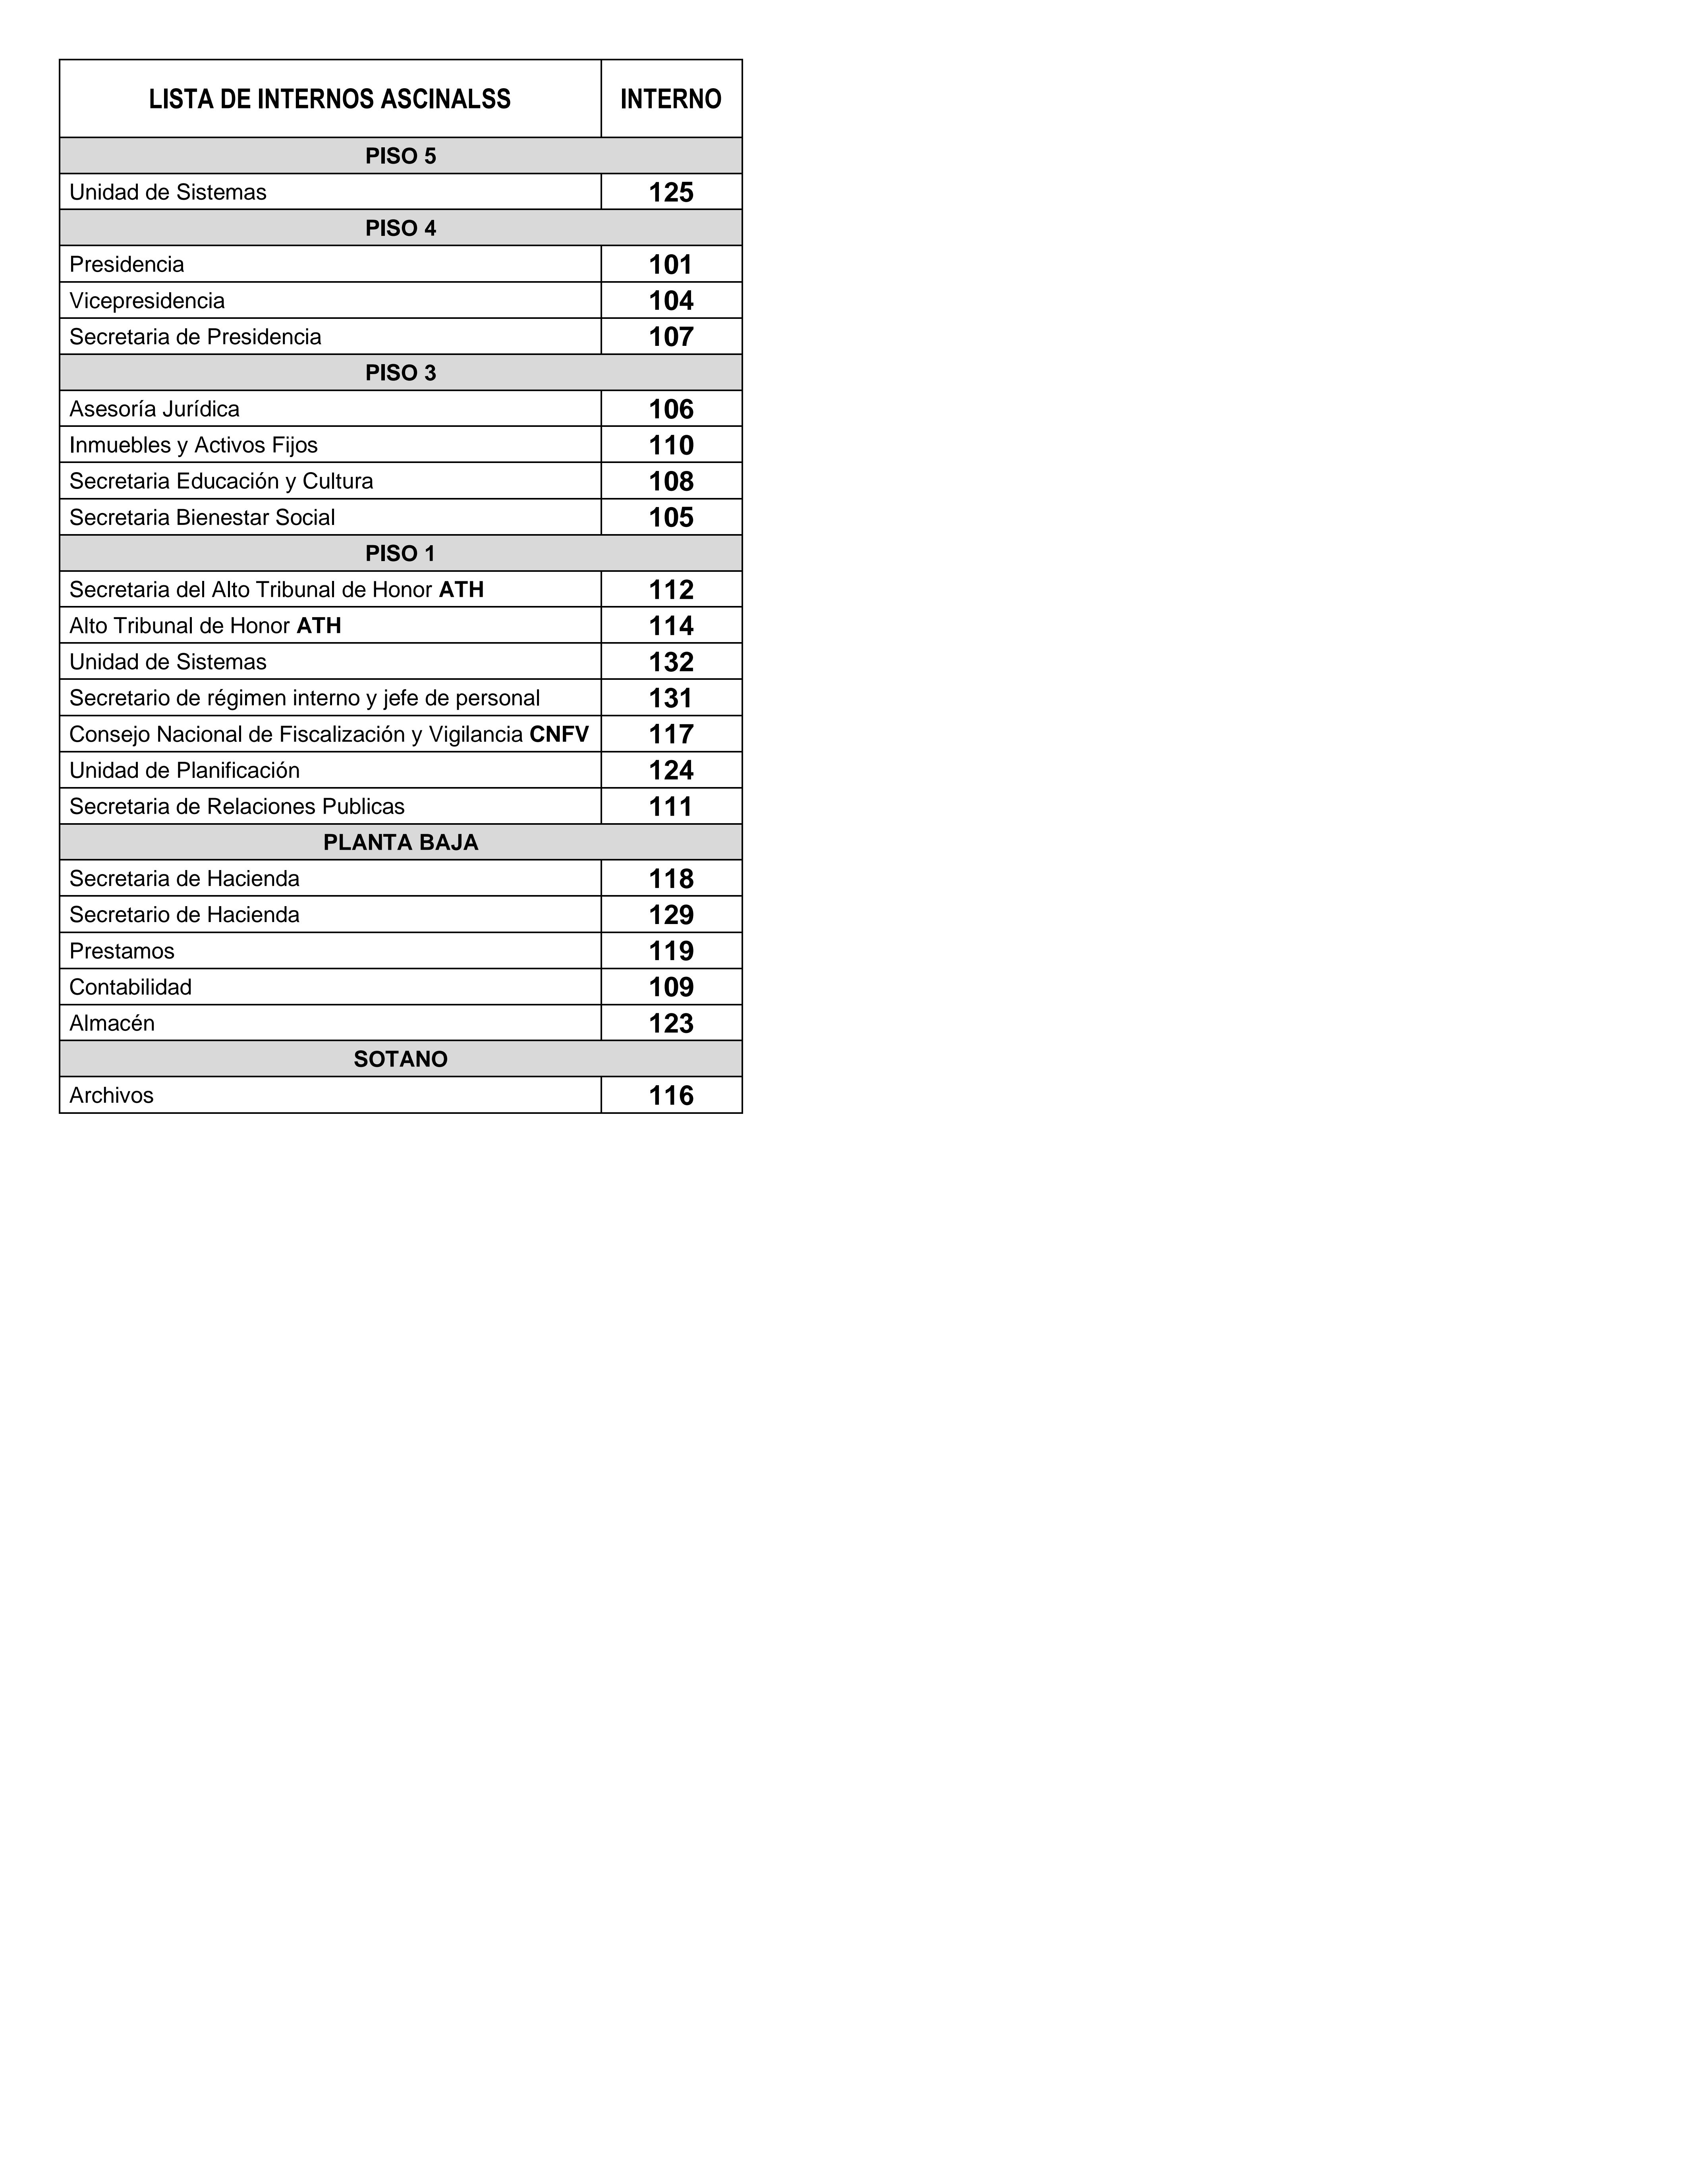 LISTA DE INTERNOS ASCINALSS INTERNO
PISO 5
Unidad de Sistemas 125
PISO 4
Presidencia 101
Vicepresidencia 104
Secretaria de Presidencia 107
PISO 3
Asesoría Jurídica 106
Inmuebles y Activos Fijos 110
Secretaria Educación y Cultura 108
Secretaria Bienestar Social 105
PISO 1
Secretaria del Alto Tribunal de Honor ATH 112
Alto Tribunal de Honor ATH 114
Unidad de Sistemas 132
Secretario de régimen interno y jefe de personal 131
Consejo Nacional de Fiscalización y Vigilancia CNFV 117
Unidad de Planificación 124
Secretaria de Relaciones Publicas 111
PLANTA BAJA
Secretaria de Hacienda 118
Secretario de Hacienda 129
Prestamos 119
Contabilidad 109
Almacén 123
SOTANO
Archivos 116